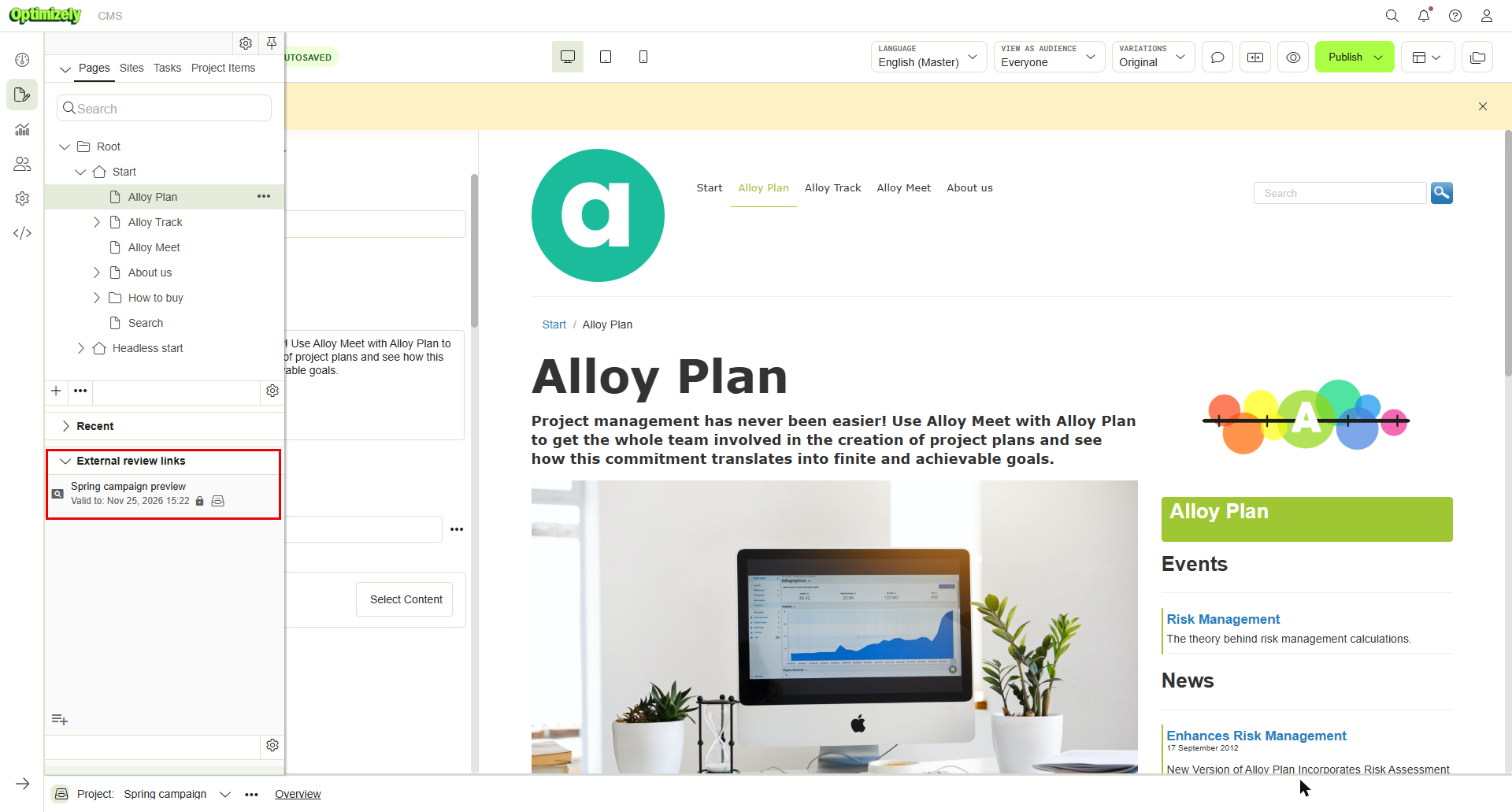 Optimizely
CMS
UTOSAVED
LANGUAGE
English (Master)
VIEW AS AUDIENCE
Everyone
VARIATIONS
Original
Publish
Pages Sites Tasks Project Items
Search
Root
Start
Alloy Plan
Alloy Track
Alloy Meet
About us
How to buy
Search
Headless start
Recent
External review links
Spring campaign preview
Valid to: Nov 25, 2026 15:22
! Use Alloy Meet with Alloy Plan to
of project plans and see how this
able goals.
Select Content
a
Start Alloy Plan Alloy Track Alloy Meet About us
Search
Start / Alloy Plan
Alloy Plan
Project management has never been easier! Use Alloy Meet with Alloy Plan
to get the whole team involved in the creation of project plans and see
how this commitment translates into finite and achievable goals.
A
Alloy Plan
Events
Risk Management
The theory behind risk management calculations.
News
Enhances Risk Management
17 September 2012
New Version of Alloy Plan Incorporates Risk Assessment
Project: Spring campaign
Overview